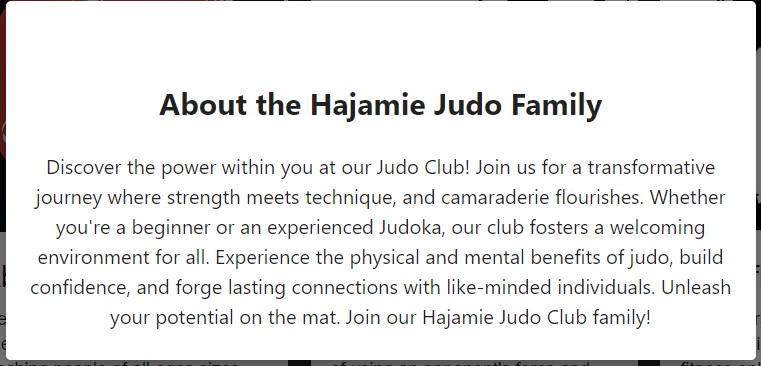 About the Hajamie Judo Family
Discover the power within you at our Judo Club! Join us for a transformative
journey where strength meets technique, and camaraderie flourishes. Whether
you're a beginner or an experienced Judoka, our club fosters a welcoming
environment for all. Experience the physical and mental benefits of judo, build
confidence, and forge lasting connections with like-minded individuals. Unleash
your potential on the mat. Join our Hajamie Judo Club family!